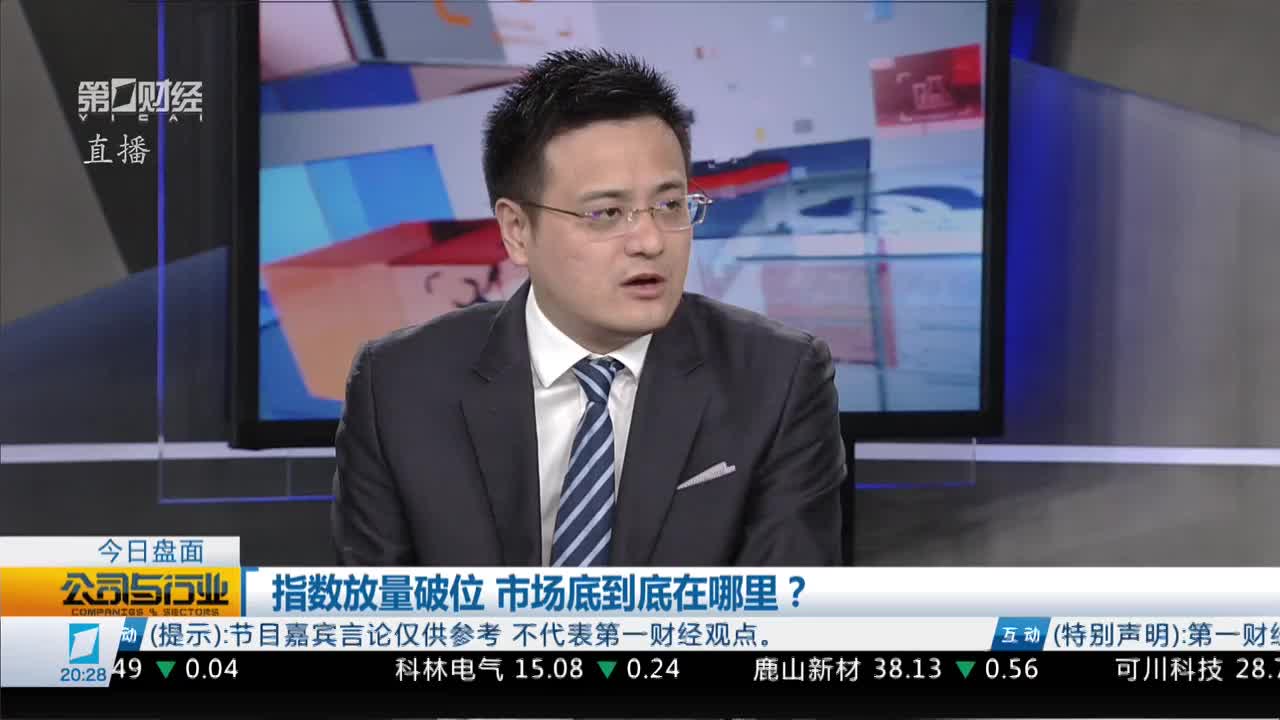 第一财经
YICAI
直播
今日盘面
公司与行业
COMPANIES & SECTORS
指数放量破位 市场底到底在哪里？
动 (提示):节目嘉宾言论仅供参考 不代表第一财经观点。 互动 (特别声明):第一财经
20:28
49 ▼ 0.04 科林电气 15.08 ▼ 0.24 鹿山新材 38.13 ▼ 0.56 可川科技 28.7